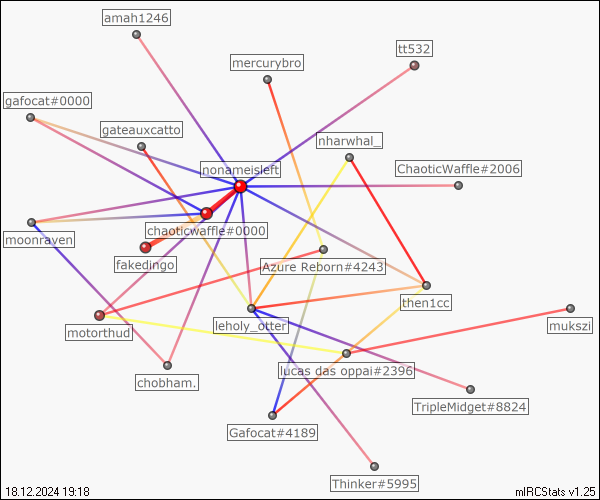 amah1246
tt532
mercurybro
gafocat#0000
gateauxcatto
nharwhal_
nonameisleft
ChaoticWaffle#2006
chaoticwaffle#0000
moonraven
fakedingo
Azure Reborn#4243
then1cc
motorthud
leholy_otter
mukszi
lucas das oppai#2396
chobham.
TripleMidget#8824
Gafocat#4189
Thinker#5995
18.12.2024 19:18
mIRCStats v1.25